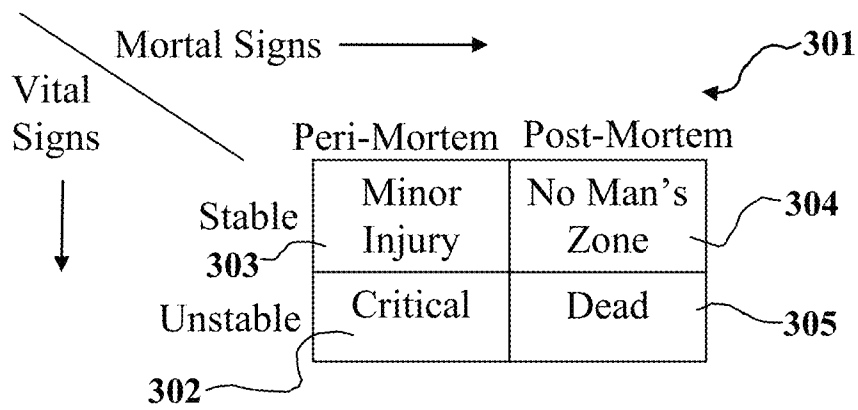 Mortal Signs
301
Vital
Signs
Peri-Mortem Post-Mortem
Stable
303
Minor
Injury
No Man's
Zone
304
Unstable
302
Critical
Dead
305